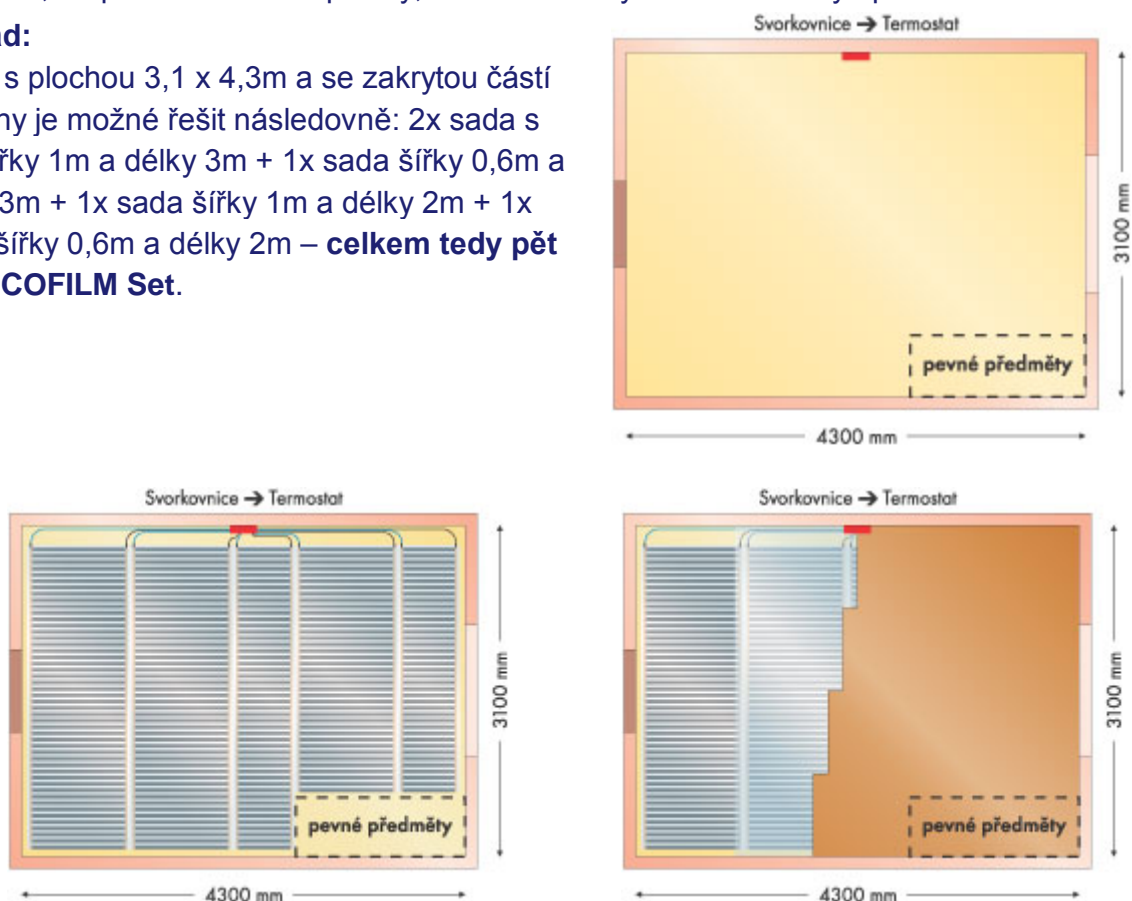 ad:
s plochou 3,1 x 4,3m a se zakrytou částí
ny je možné řešit následovně: 2x sada s
řky 1m a délky 3m + 1x sada šířky 0,6m a
3m + 1x sada šířky 1m a délky 2m + 1x
šířky 0,6m a délky 2m – celkem tedy pět
COFILM Set.
Svorkovnice → Termostat
pevné předměty
3100 mm
4300 mm
Svorkovnice → Termostat
pevné předměty
3100 mm
4300 mm
Svorkovnice → Termostat
pevné předměty
3100 mm
4300 mm